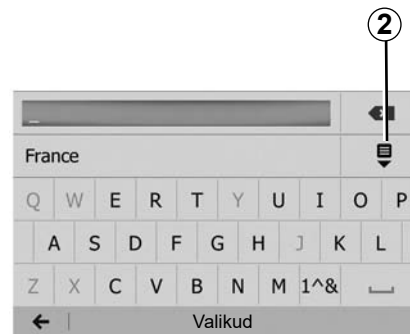 2
_
France
Q W E R T Y U I O P
A S D F G H J K L
Z X C V B N M 1^&
Valikud